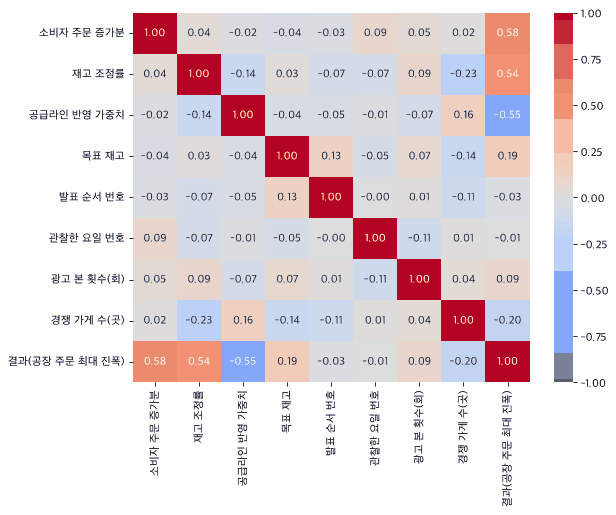 소비자 주문 증가분 1.00 0.04 -0.02 -0.04 -0.03 0.09 0.05 0.02 0.58
재고 조정률 0.04 1.00 -0.14 0.03 -0.07 -0.07 0.09 -0.23 0.54
공급라인 반영 가중치 -0.02 -0.14 1.00 -0.04 -0.05 -0.01 -0.07 0.16 -0.55
목표 재고 -0.04 0.03 -0.04 1.00 0.13 -0.05 0.07 -0.14 0.19
발표 순서 번호 -0.03 -0.07 -0.05 0.13 1.00 -0.00 0.01 -0.11 -0.03
관찰한 요일 번호 0.09 -0.07 -0.01 -0.05 -0.00 1.00 -0.11 0.01 -0.01
광고 본 횟수(회) 0.05 0.09 -0.07 0.07 0.01 -0.11 1.00 0.04 0.09
경쟁 가게 수(곳) 0.02 -0.23 0.16 -0.14 -0.11 0.01 0.04 1.00 -0.20
결과(공장 주문 최대 진폭) 0.58 0.54 -0.55 0.19 -0.03 -0.01 0.09 -0.20 1.00
소비자 주문 증가분
재고 조정률
공급라인 반영 가중치
목표 재고
발표 순서 번호
관찰한 요일 번호
광고 본 횟수(회)
경쟁 가게 수(곳)
결과(공장 주문 최대 진폭)
1.00
0.75
0.50
0.25
0.00
-0.25
-0.50
-0.75
-1.00